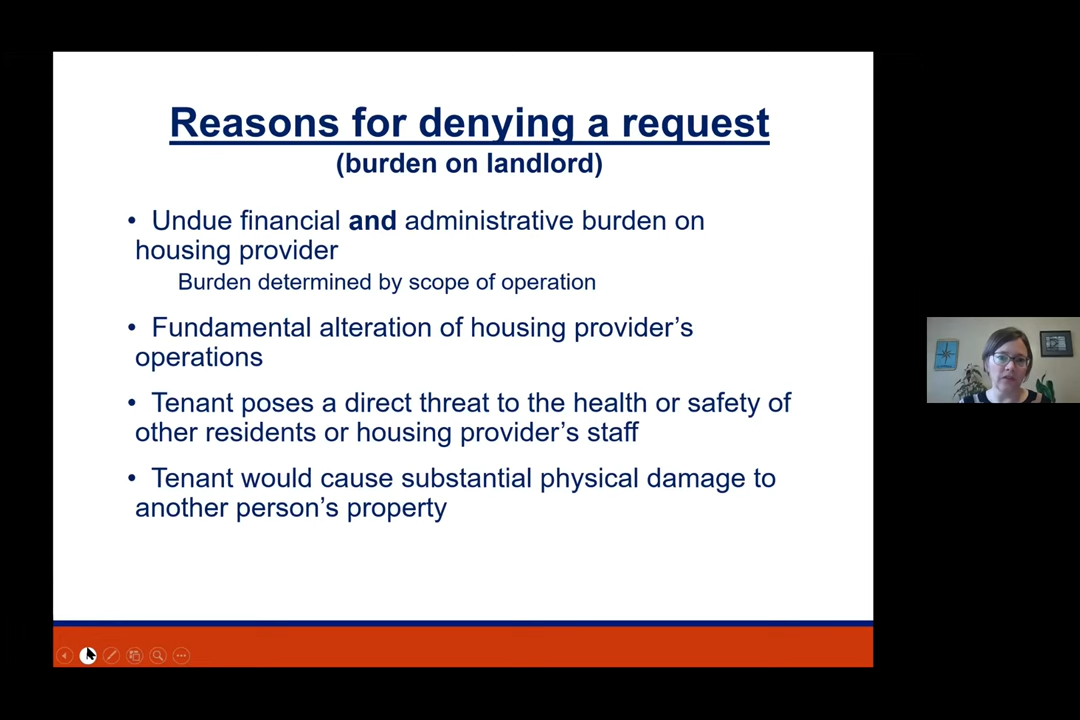 Reasons for denying a request
(burden on landlord)
• Undue financial and administrative burden on
housing provider
Burden determined by scope of operation
• Fundamental alteration of housing provider’s
operations
• Tenant poses a direct threat to the health or safety of
other residents or housing provider’s staff
• Tenant would cause substantial physical damage to
another person’s property